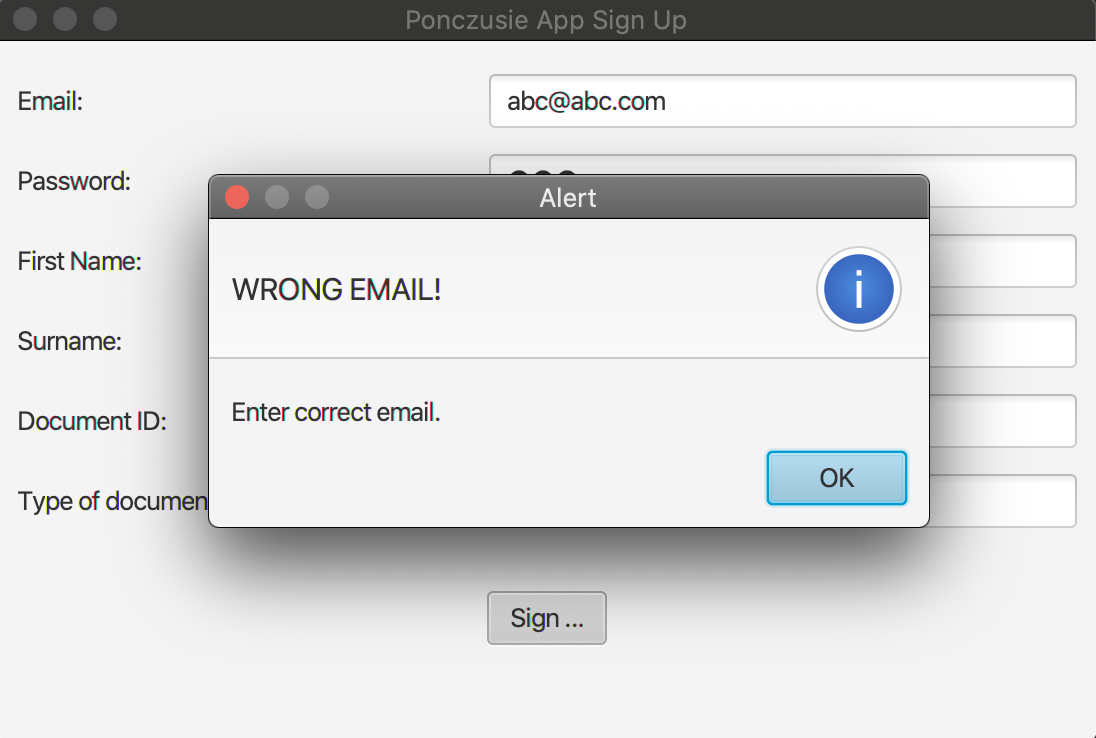 Ponczusie App Sign Up
Email:
abc@abc.com
Password:
Alert
First Name:
WRONG EMAIL!
i
Surname:
Enter correct email.
Document ID:
OK
Type of documen
Sign ...